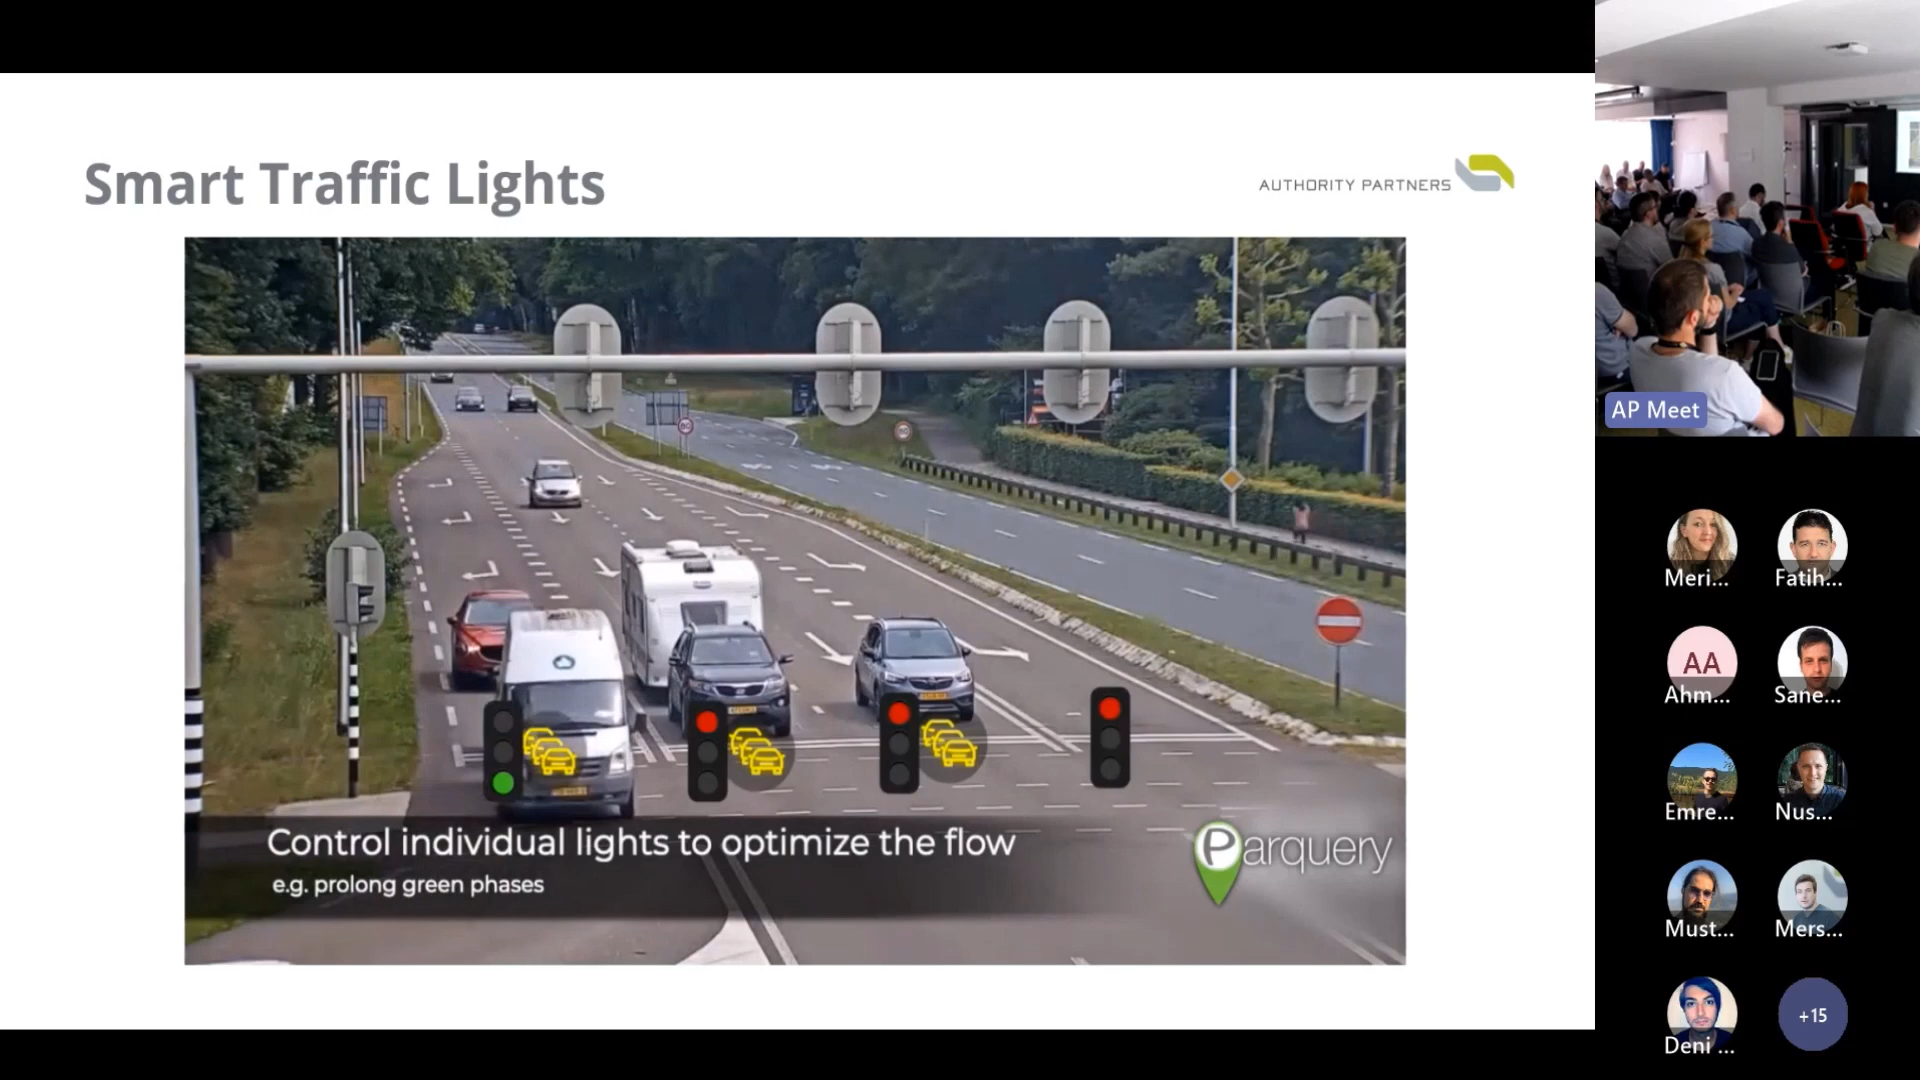 Smart Traffic Lights
AUTHORITY PARTNERS
Control individual lights to optimize the flow
e.g. prolong green phases
Parquery
AP Meet
Meri...
Fatih...
AA
Ahm...
Sane...
Emre...
Nus...
Must...
Mers...
Deni ...
+15